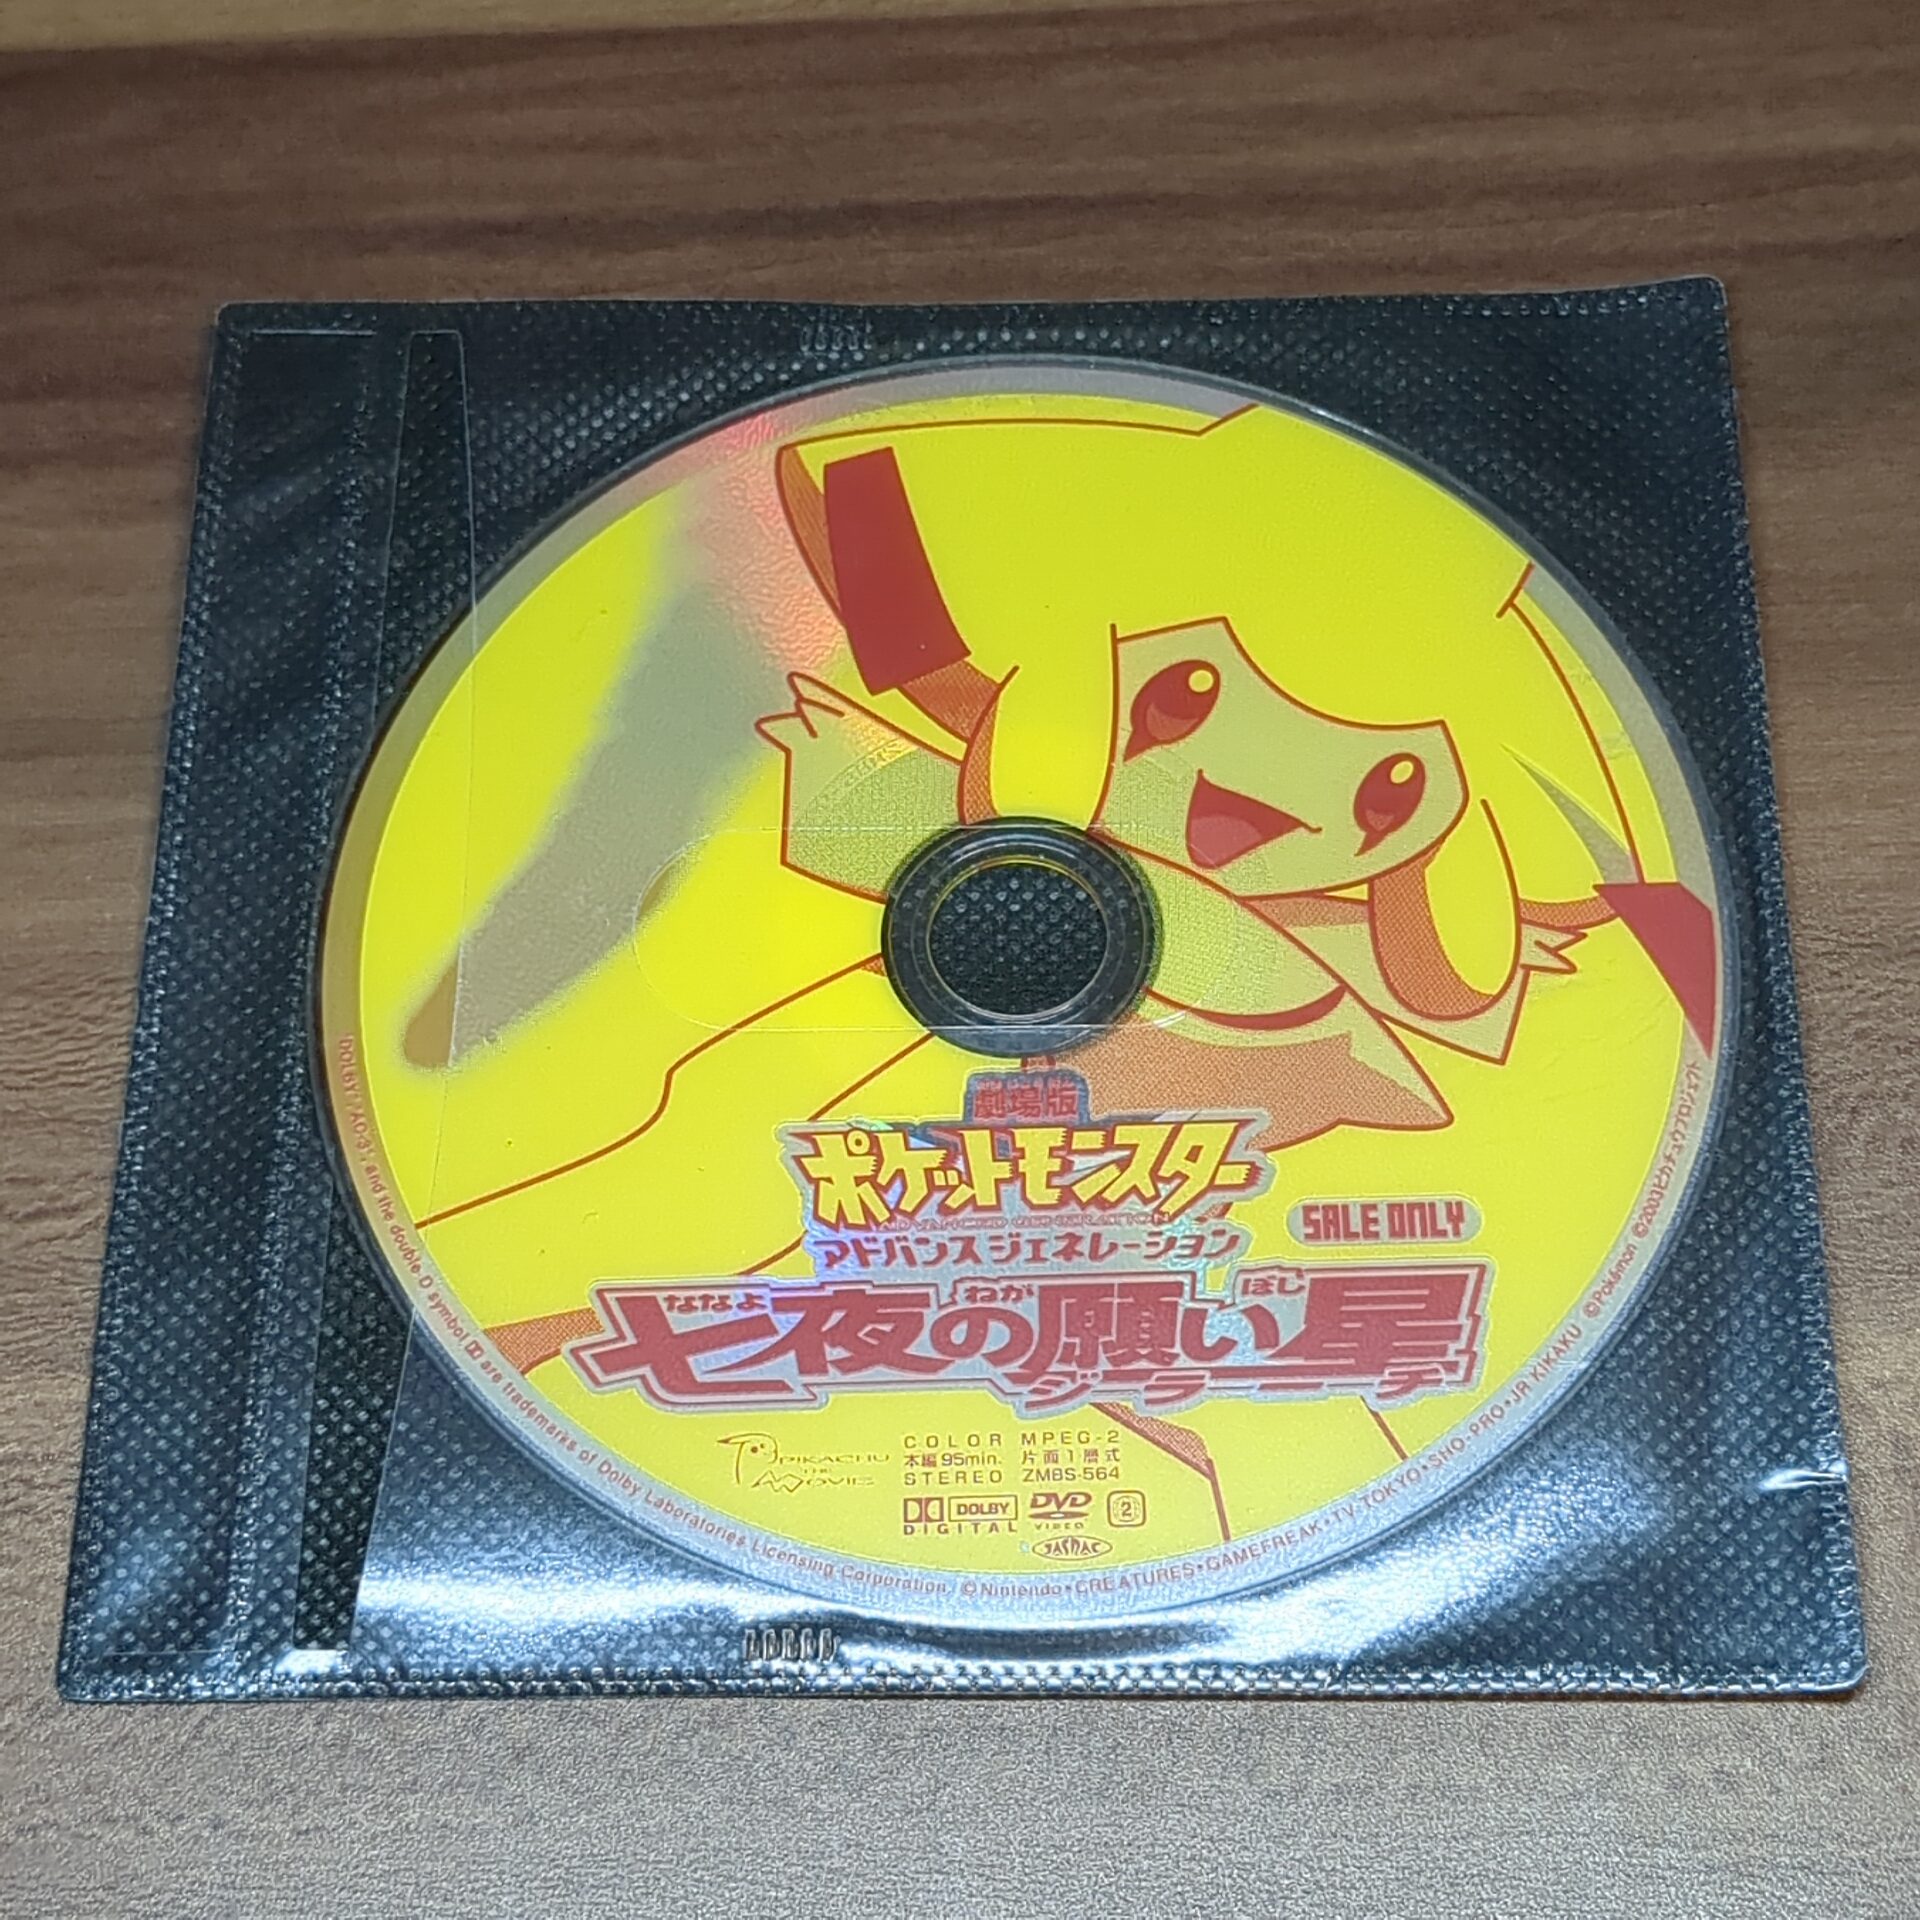 劇場版
ポケットモンスター
ADVANCED GENERATION
アドバンスジェネレーション
SALE ONLY
ななよ ねが ぼし
七夜の願い星
ジラーチ
PIKACHU THE MOVIE
COLOR MPEG-2
本編95min. 片面1層式
STEREO ZMBS-564
DOLBY DIGITAL
DVD VIDEO
2
JASRAC
"DOLBY", "AC-3", and the double-D symbol are trademarks of Dolby Laboratories Licensing Corporation. ©Nintendo・CREATURES・GAMEFREAK・TV-TOKYO・SHO-PRO・JR KIKAKU ©Pokémon ©2003ピカチュウプロジェクト